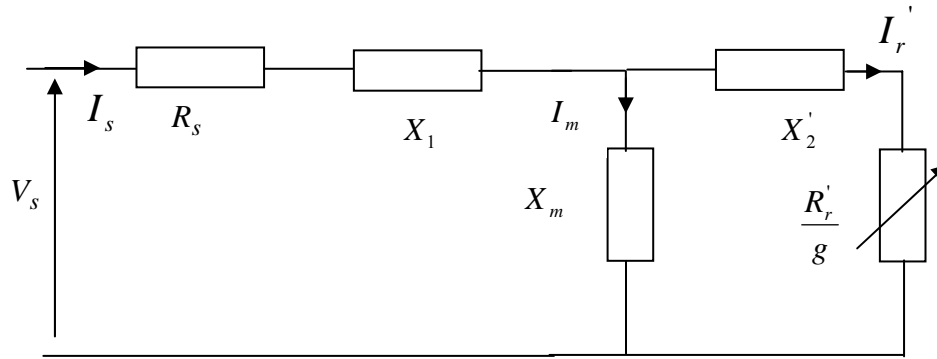 I_r'
I_s
R_s
X_1
I_m
X_2'
V_s
X_m
R_r'
g